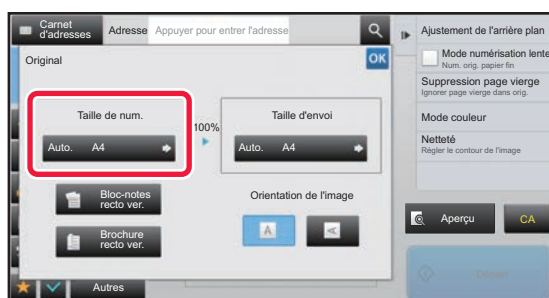 Carnet
d'adresses
Adresse
Appuyer pour entrer l'adresse
Original
OK
Taille de num.
Auto. A4
100%
Taille d'envoi
Auto. A4
Bloc-notes
recto ver.
Brochure
recto ver.
Orientation de l'image
A
A
Autres
Ajustement de l'arrière plan
Mode numérisation lente
Num. orig. papier fin
Suppression page vierge
Ignorer page vierge dans orig.
Mode couleur
Netteté
Régler le contour de l'image
Aperçu
CA
Départ